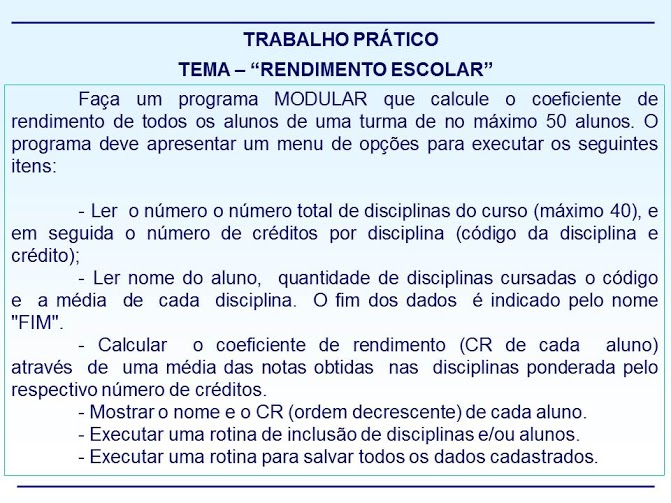 TRABALHO PRÁTICO
TEMA – “RENDIMENTO ESCOLAR”
Faça um programa MODULAR que calcule o coeficiente de
rendimento de todos os alunos de uma turma de no máximo 50 alunos. O
programa deve apresentar um menu de opções para executar os seguintes
itens:
- Ler o número o número total de disciplinas do curso (máximo 40), e
em seguida o número de créditos por disciplina (código da disciplina e
crédito);
- Ler nome do aluno, quantidade de disciplinas cursadas o código
e a média de cada disciplina. O fim dos dados é indicado pelo nome
"FIM".
- Calcular o coeficiente de rendimento (CR de cada aluno)
através de uma média das notas obtidas nas disciplinas ponderada pelo
respectivo número de créditos.
- Mostrar o nome e o CR (ordem decrescente) de cada aluno.
- Executar uma rotina de inclusão de disciplinas e/ou alunos.
- Executar uma rotina para salvar todos os dados cadastrados.